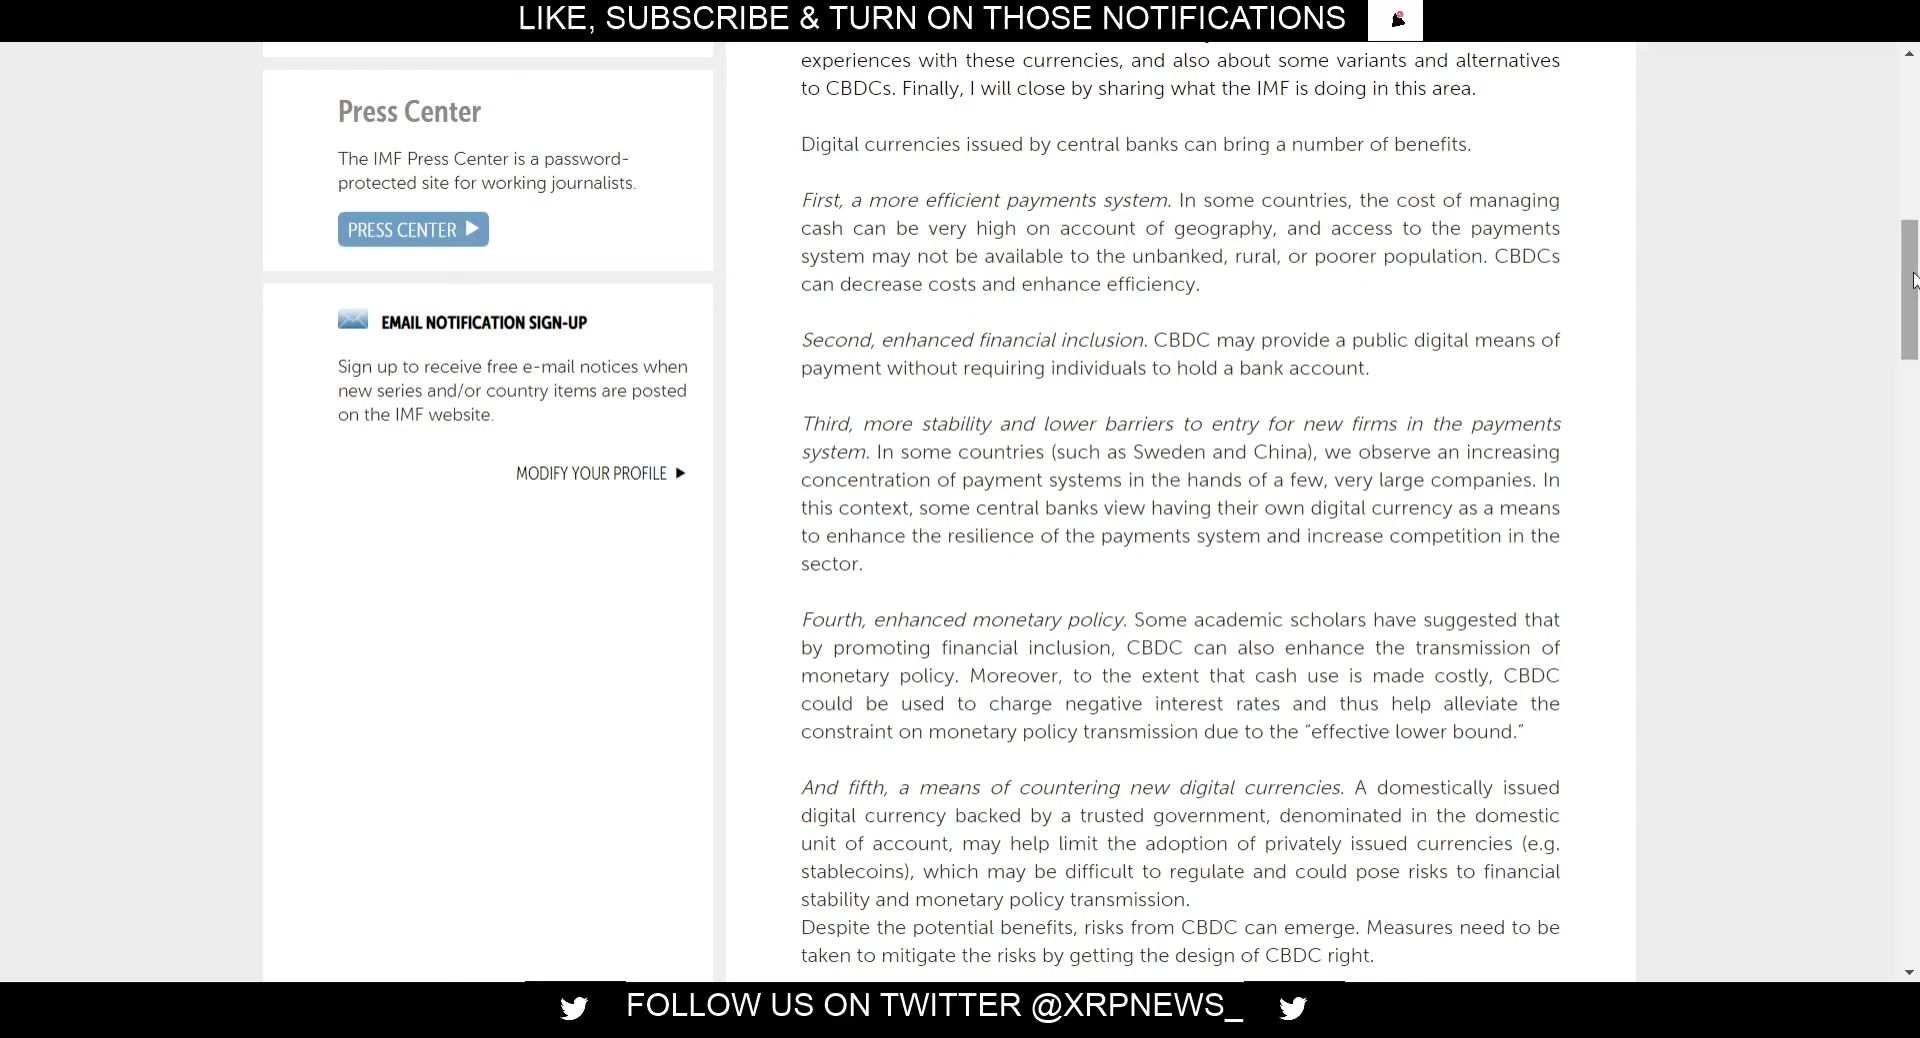 LIKE, SUBSCRIBE & TURN ON THOSE NOTIFICATIONS
Press Center
The IMF Press Center is a password-
protected site for working journalists.
PRESS CENTER
EMAIL NOTIFICATION SIGN-UP
Sign up to receive free e-mail notices when
new series and/or country items are posted
on the IMF website.
MODIFY YOUR PROFILE
experiences with these currencies, and also about some variants and alternatives
to CBDCs. Finally, I will close by sharing what the IMF is doing in this area.
Digital currencies issued by central banks can bring a number of benefits.
First, a more efficient payments system. In some countries, the cost of managing
cash can be very high on account of geography, and access to the payments
system may not be available to the unbanked, rural, or poorer population. CBDCs
can decrease costs and enhance efficiency.
Second, enhanced financial inclusion. CBDC may provide a public digital means of
payment without requiring individuals to hold a bank account.
Third, more stability and lower barriers to entry for new firms in the payments
system. In some countries (such as Sweden and China), we observe an increasing
concentration of payment systems in the hands of a few, very large companies. In
this context, some central banks view having their own digital currency as a means
to enhance the resilience of the payments system and increase competition in the
sector.
Fourth, enhanced monetary policy. Some academic scholars have suggested that
by promoting financial inclusion, CBDC can also enhance the transmission of
monetary policy. Moreover, to the extent that cash use is made costly, CBDC
could be used to charge negative interest rates and thus help alleviate the
constraint on monetary policy transmission due to the “effective lower bound.”
And fifth, a means of countering new digital currencies. A domestically issued
digital currency backed by a trusted government, denominated in the domestic
unit of account, may help limit the adoption of privately issued currencies (e.g.
stablecoins), which may be difficult to regulate and could pose risks to financial
stability and monetary policy transmission.
Despite the potential benefits, risks from CBDC can emerge. Measures need to be
taken to mitigate the risks by getting the design of CBDC right.
FOLLOW US ON TWITTER @XRPNEWS_